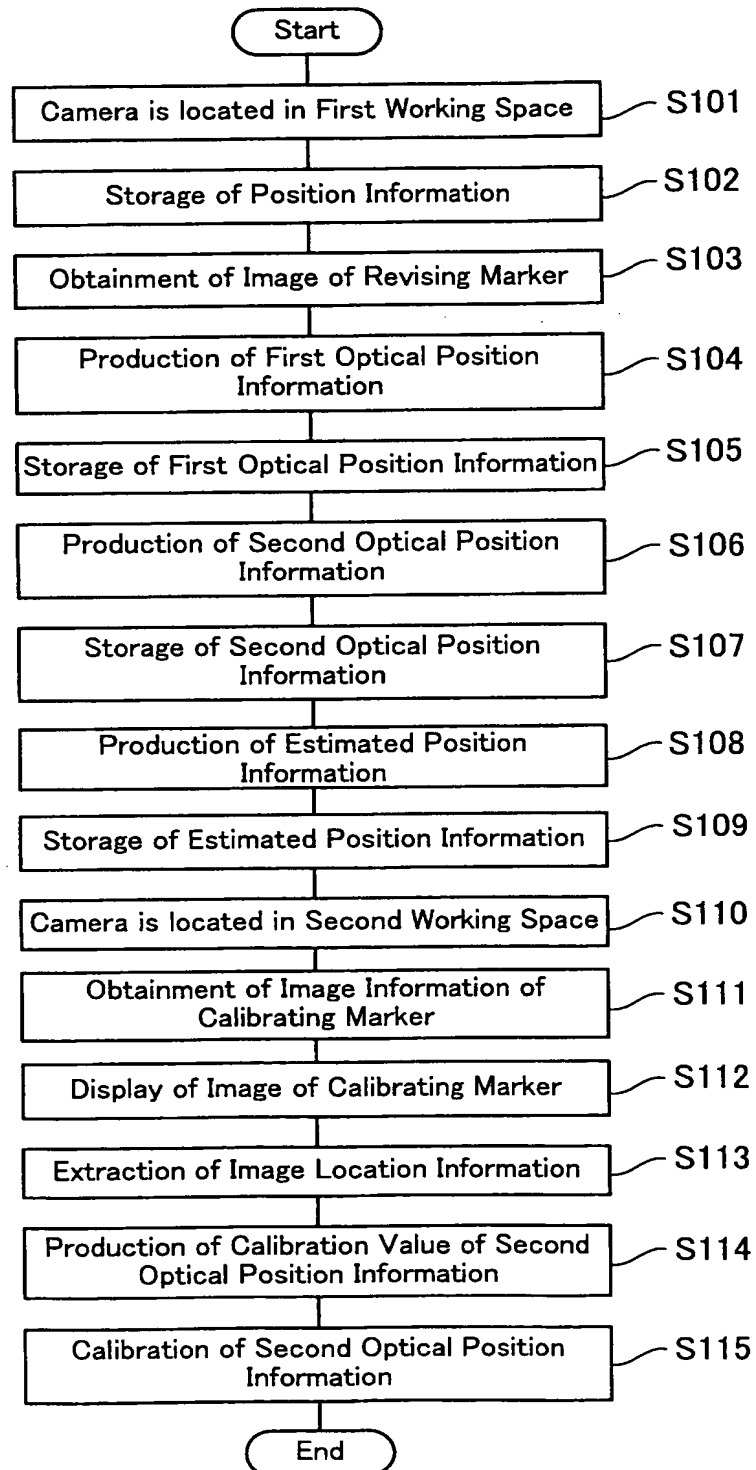 Start
Camera is located in First Working Space
S101
Storage of Position Information
S102
Obtainment of Image of Revising Marker
S103
Production of First Optical Position
Information
S104
Storage of First Optical Position Information
S105
Production of Second Optical Position
Information
S106
Storage of Second Optical Position
Information
S107
Production of Estimated Position
Information
S108
Storage of Estimated Position Information
S109
Camera is located in Second Working Space
S110
Obtainment of Image Information of
Calibrating Marker
S111
Display of Image of Calibrating Marker
S112
Extraction of Image Location Information
S113
Production of Calibration Value of Second
Optical Position Information
S114
Calibration of Second Optical Position
Information
S115
End